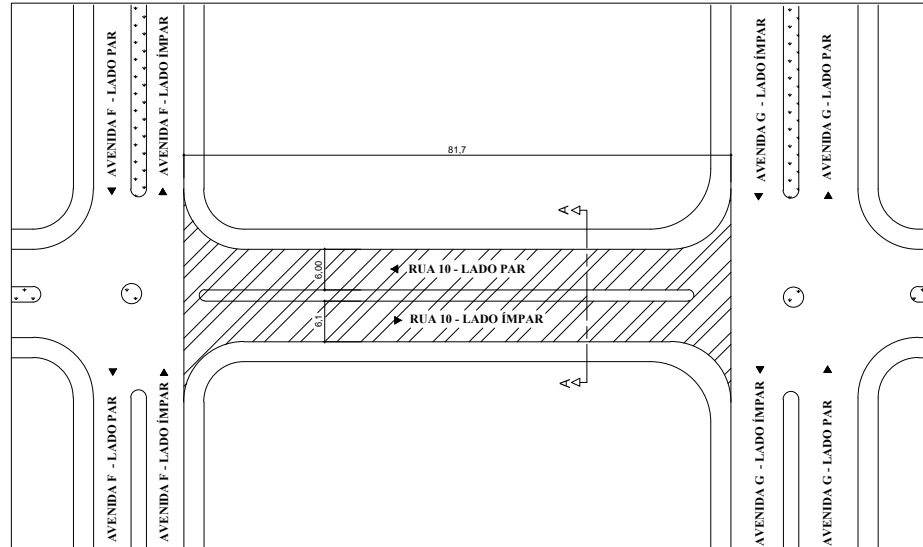 AVENIDA F - LADO PAR
AVENIDA F - LADO ÍMPAR
AVENIDA G - LADO ÍMPAR
AVENIDA G - LADO PAR
81,7
A
6,00
RUA 10 - LADO PAR
6,1
RUA 10 - LADO ÍMPAR
A
AVENIDA F - LADO PAR
AVENIDA F - LADO ÍMPAR
AVENIDA G - LADO ÍMPAR
AVENIDA G - LADO PAR